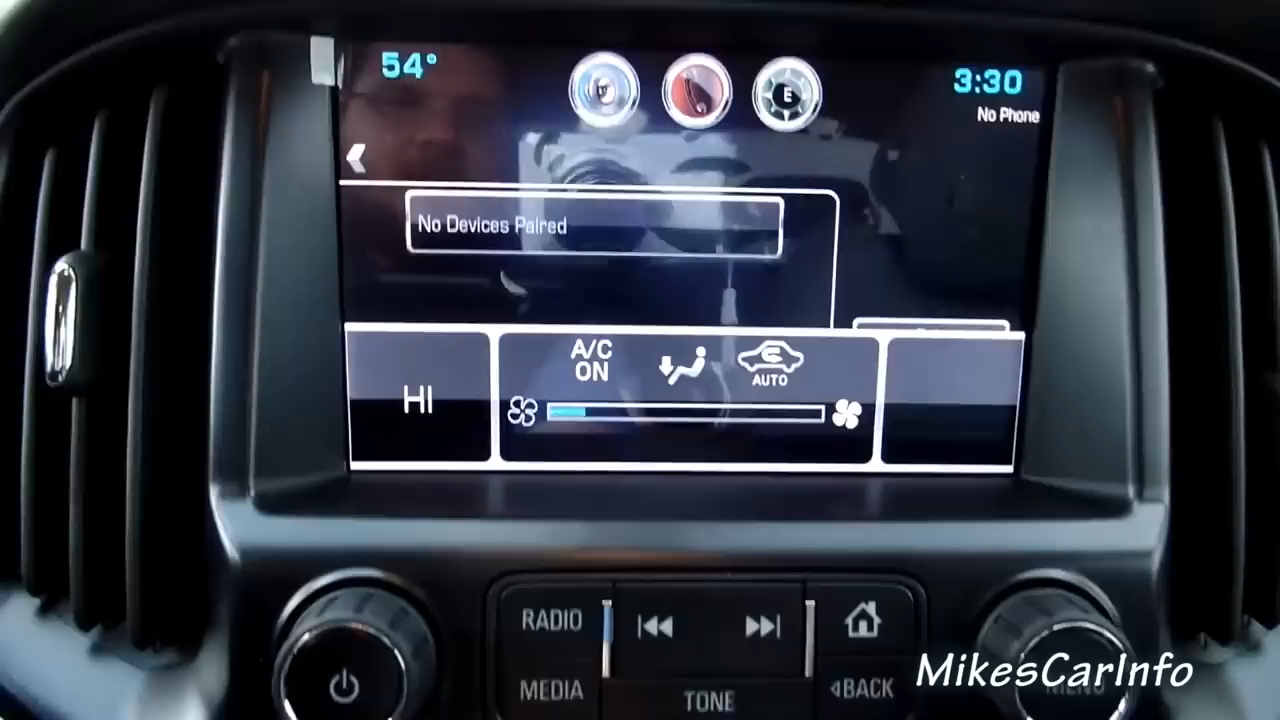 54°
E
3:30
No Phone
No Devices Paired
HI
A/C
ON
AUTO
RADIO
MEDIA
TONE
BACK
MENU
MikesCarInfo